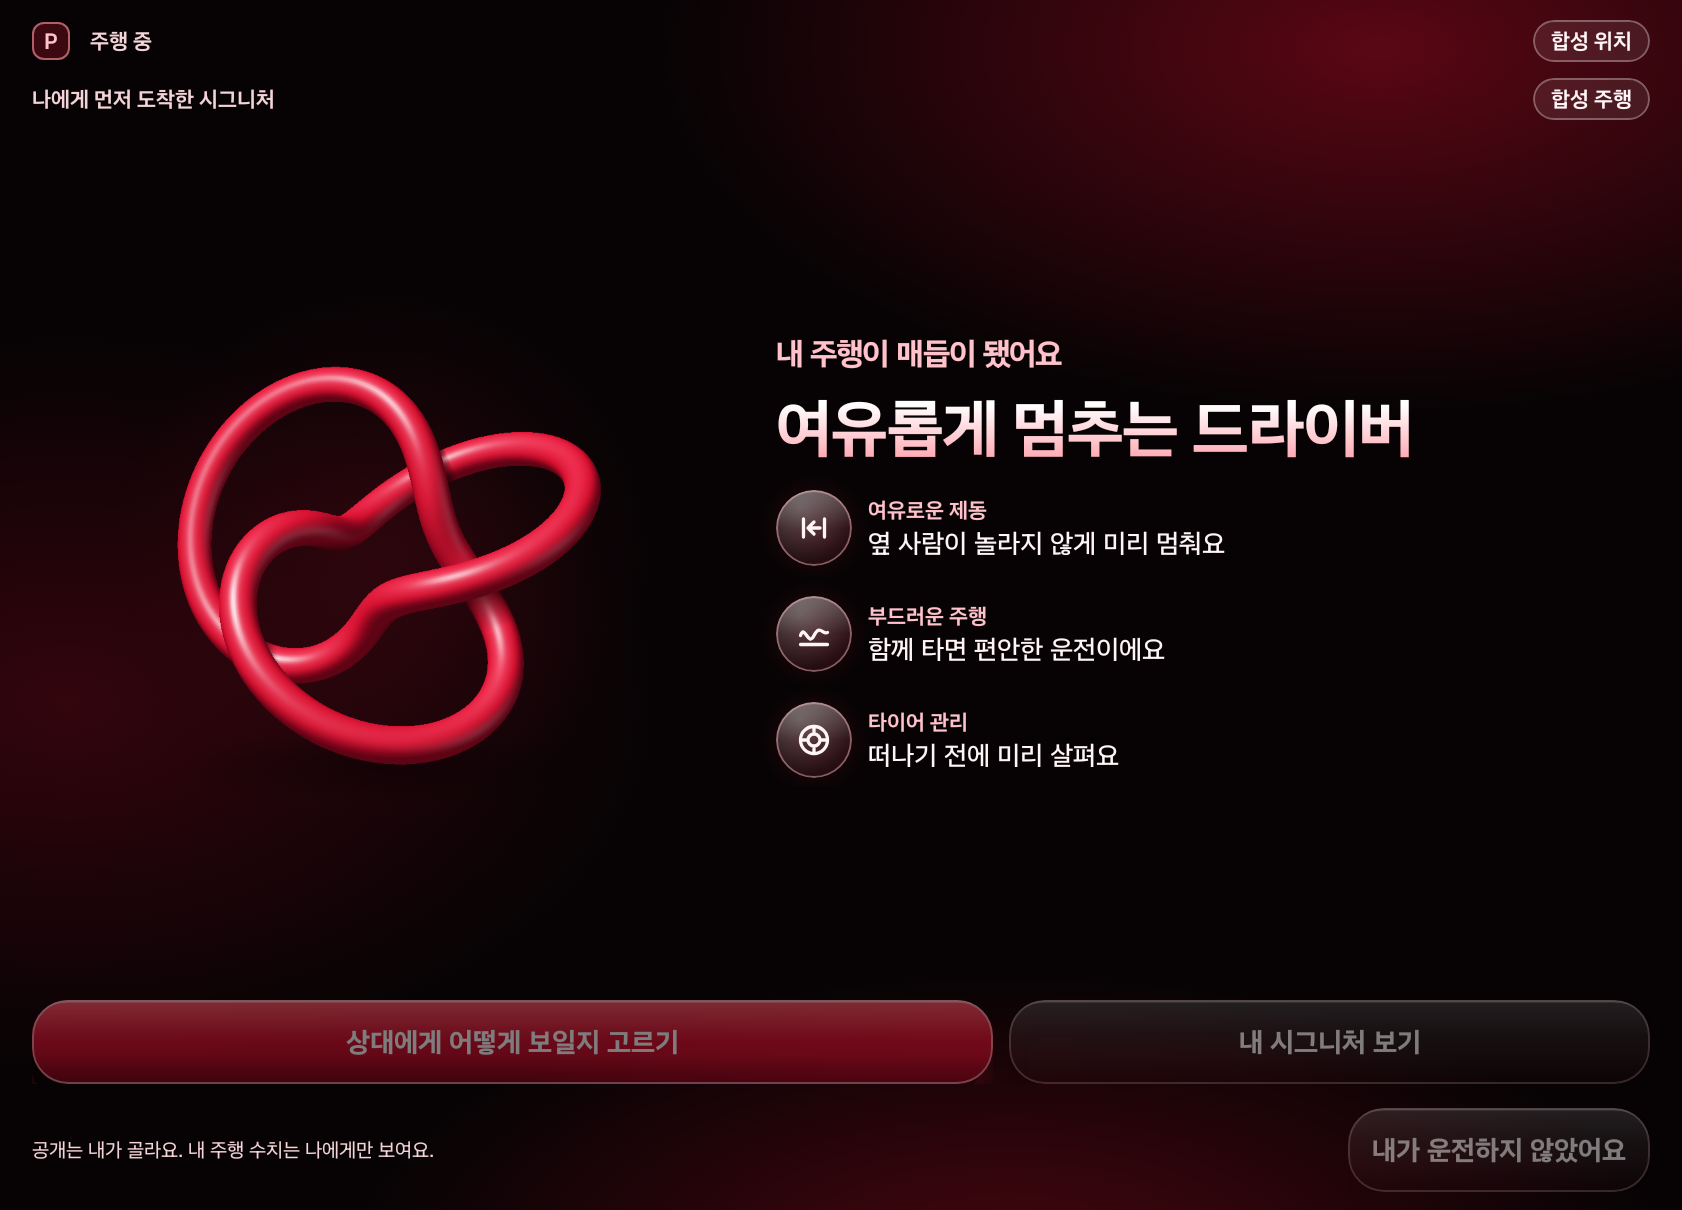 P 주행 중
합성 위치
나에게 먼저 도착한 시그니처
합성 주행
내 주행이 매듭이 됐어요
여유롭게 멈추는 드라이버
여유로운 제동
옆 사람이 놀라지 않게 미리 멈춰요
부드러운 주행
함께 타면 편안한 운전이에요
타이어 관리
떠나기 전에 미리 살펴요
상대에게 어떻게 보일지 고르기
내 시그니처 보기
공개는 내가 골라요. 내 주행 수치는 나에게만 보여요.
내가 운전하지 않았어요